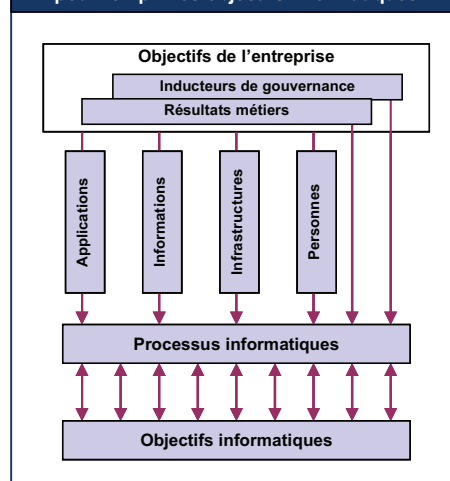 Objectifs de l'entreprise
Inducteurs de gouvernance
Résultats métiers
Applications
Informations
Infrastructures
Personnes
Processus informatiques
Objectifs informatiques